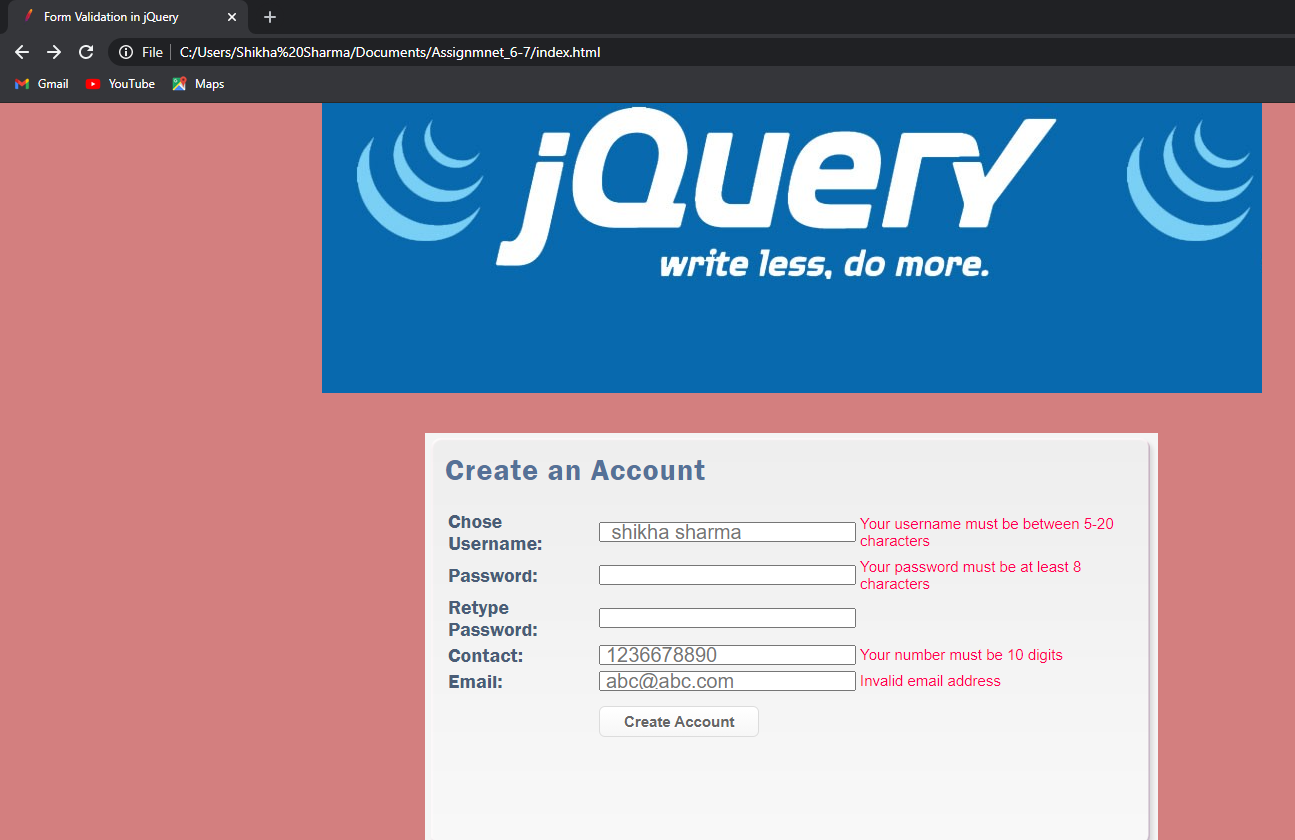 Form Validation in jQuery
File C:/Users/Shikha%20Sharma/Documents/Assignmnet_6-7/index.html
Gmail YouTube Maps
jQuery
write less, do more.
Create an Account
Chose
Username:
shikha sharma
Your username must be between 5-20
characters
Password:
Your password must be at least 8
characters
Retype
Password:
Contact:
1236678890
Your number must be 10 digits
Email:
abc@abc.com
Invalid email address
Create Account